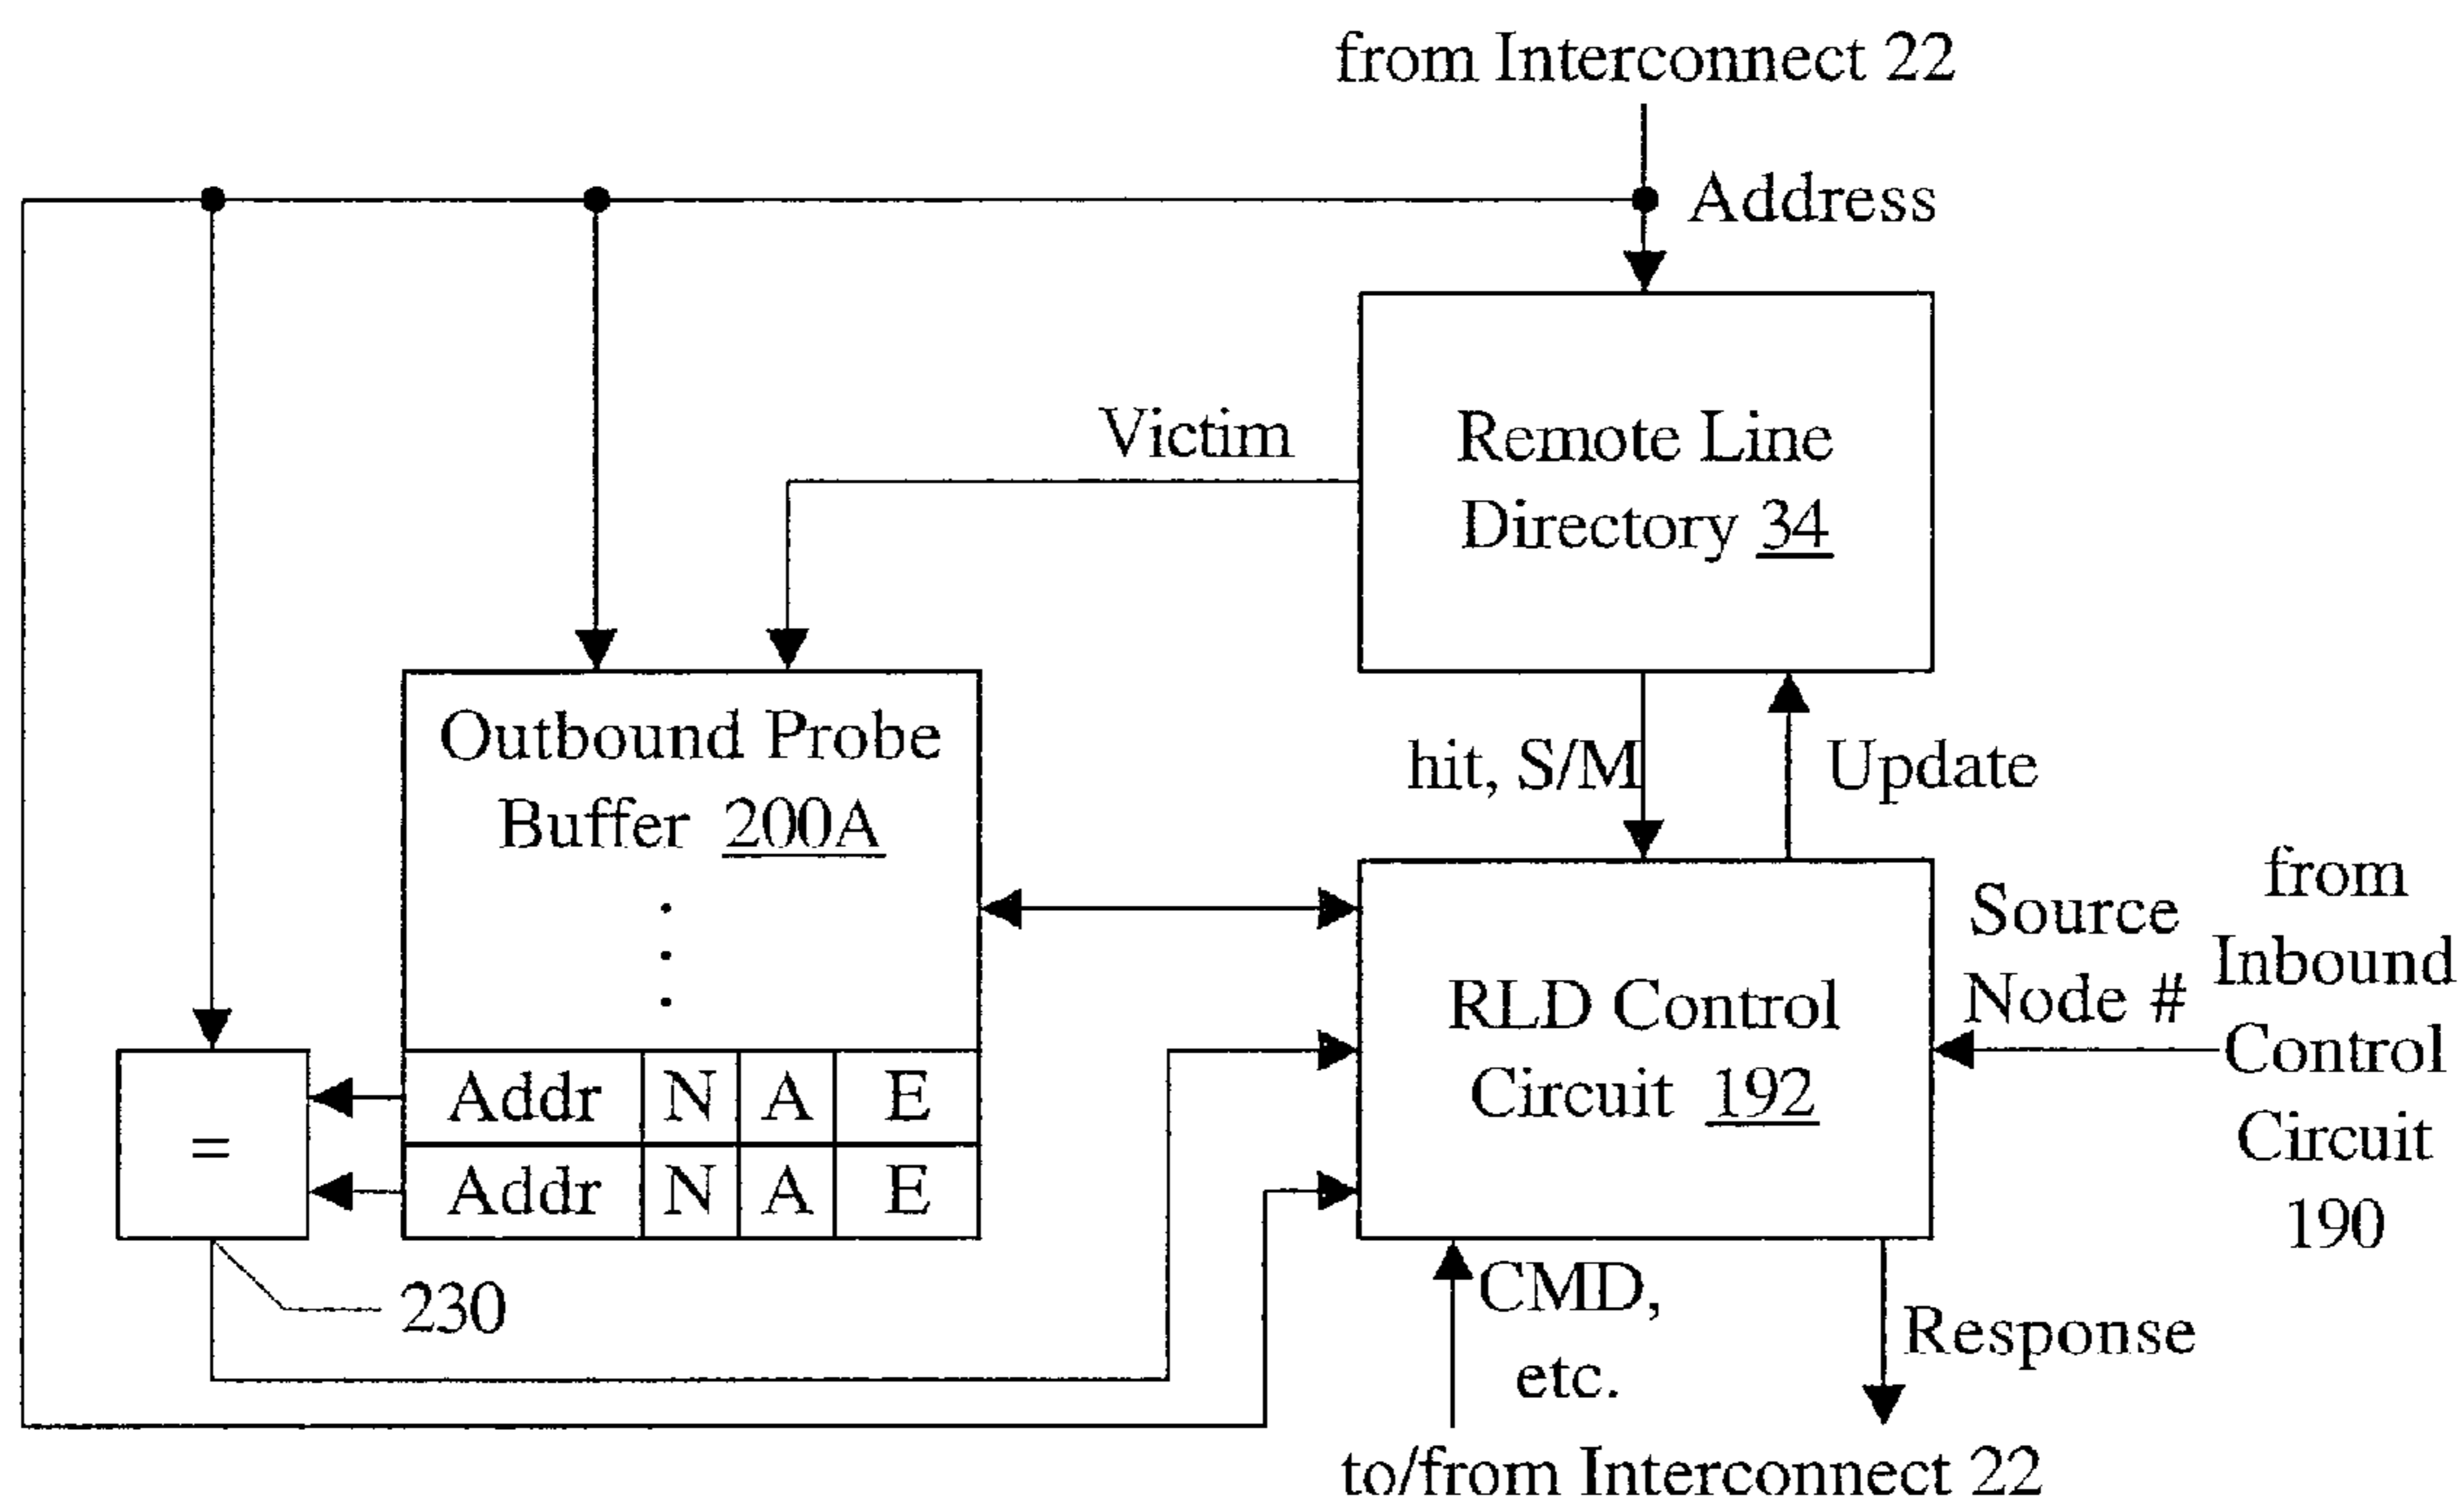 from Interconnect 22
Address
Victim
Remote Line
Directory 34
Outbound Probe
Buffer 200A
hit, S/M
Update
Addr N A E
Addr N A E
=
230
RLD Control
Circuit 192
Source
Node #
from
Inbound
Control
Circuit
190
CMD,
etc.
Response
to/from Interconnect 22